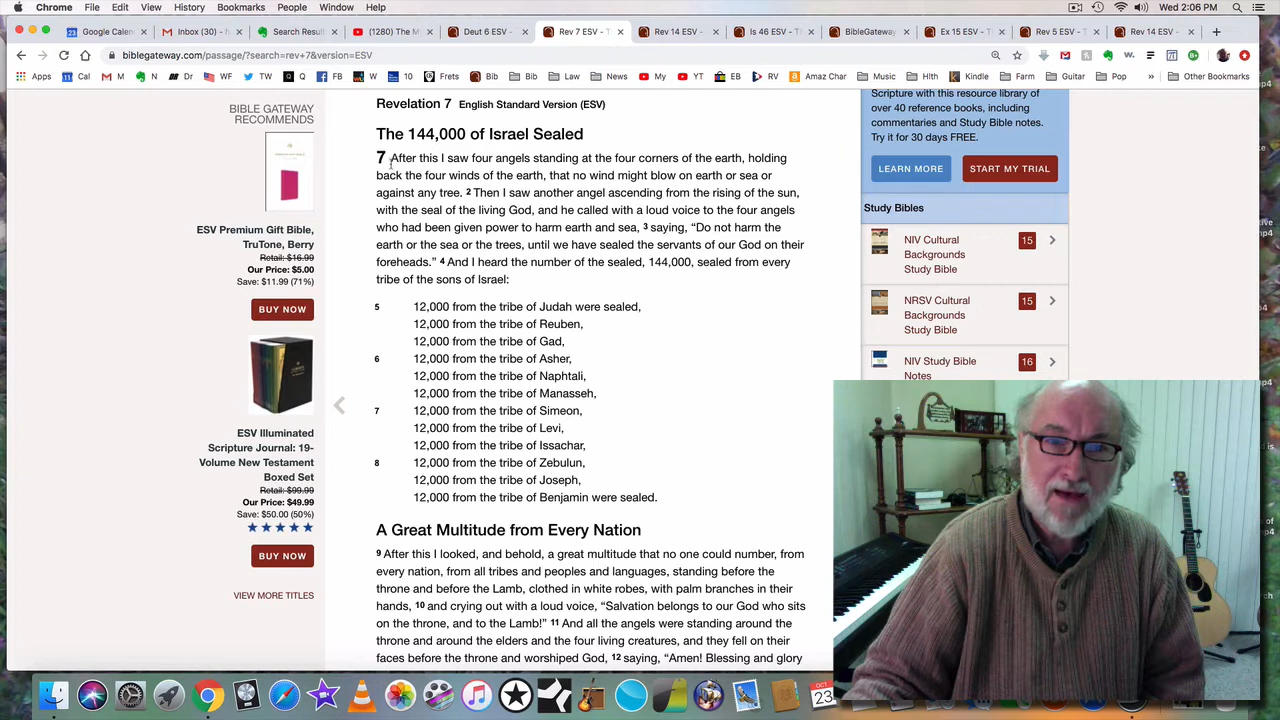 Chrome File Edit View History Bookmarks People Window Help
Wed 2:06 PM
Google Calen
Inbox (30) -
Search Result
(1280) The M
Deut 6 ESV -
Rev 7 ESV - T
Rev 14 ESV -
Is 46 ESV - T
BibleGateway
Ex 15 ESV - T
Rev 5 ESV - T
Rev 14 ESV -
biblegateway.com/passage/?search=rev+7&version=ESV
Apps Cal M N Dr WF TW Q FB W 10 Frets Bib Bib Law News My YT EB RV Amaz Char Music Hlth Kindle Farm Guitar Pop » Other Bookmarks
BIBLE GATEWAY
RECOMMENDS
ESV Premium Gift Bible,
TruTone, Berry
Retail: $16.99
Our Price: $5.00
Save: $11.99 (71%)
BUY NOW
ESV Illuminated
Scripture Journal: 19-
Volume New Testament
Boxed Set
Retail: $99.99
Our Price: $49.99
Save: $50.00 (50%)
BUY NOW
VIEW MORE TITLES
Revelation 7 English Standard Version (ESV)
The 144,000 of Israel Sealed
7 After this I saw four angels standing at the four corners of the earth, holding
back the four winds of the earth, that no wind might blow on earth or sea or
against any tree. 2 Then I saw another angel ascending from the rising of the sun,
with the seal of the living God, and he called with a loud voice to the four angels
who had been given power to harm earth and sea, 3 saying, “Do not harm the
earth or the sea or the trees, until we have sealed the servants of our God on their
foreheads.” 4 And I heard the number of the sealed, 144,000, sealed from every
tribe of the sons of Israel:
5 12,000 from the tribe of Judah were sealed,
12,000 from the tribe of Reuben,
12,000 from the tribe of Gad,
6 12,000 from the tribe of Asher,
12,000 from the tribe of Naphtali,
12,000 from the tribe of Manasseh,
7 12,000 from the tribe of Simeon,
12,000 from the tribe of Levi,
12,000 from the tribe of Issachar,
8 12,000 from the tribe of Zebulun,
12,000 from the tribe of Joseph,
12,000 from the tribe of Benjamin were sealed.
A Great Multitude from Every Nation
9 After this I looked, and behold, a great multitude that no one could number, from
every nation, from all tribes and peoples and languages, standing before the
throne and before the Lamb, clothed in white robes, with palm branches in their
hands, 10 and crying out with a loud voice, “Salvation belongs to our God who sits
on the throne, and to the Lamb!” 11 And all the angels were standing around the
throne and around the elders and the four living creatures, and they fell on their
faces before the throne and worshiped God, 12 saying, “Amen! Blessing and glory
Scripture with this resource library of
over 40 reference books, including
commentaries and Study Bible notes.
Try it for 30 days FREE.
LEARN MORE
START MY TRIAL
Study Bibles
NIV Cultural
Backgrounds
Study Bible
15
NRSV Cultural
Backgrounds
Study Bible
15
NIV Study Bible
Notes
16
OCT
23